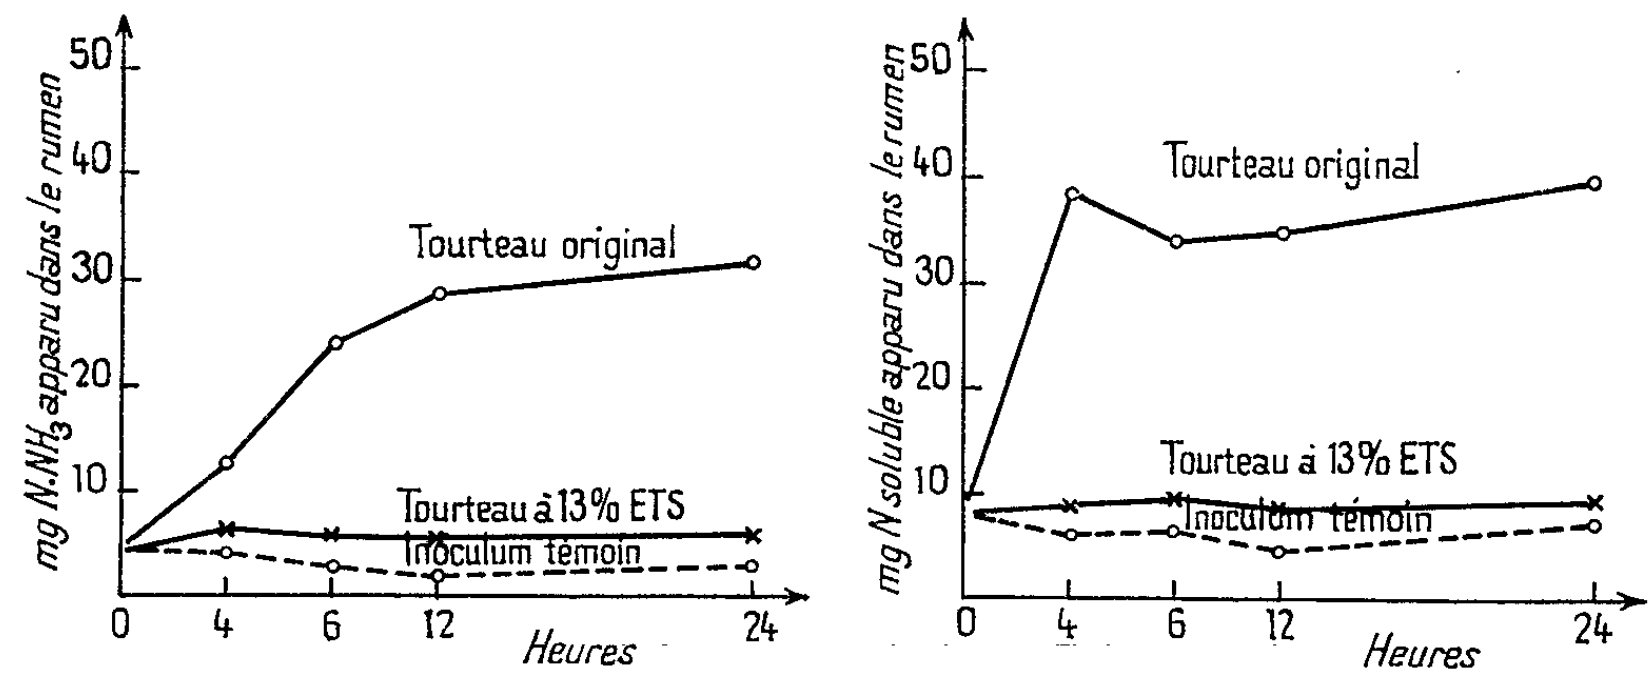 mg N.NH3 apparu dans le rumen
50
40
30
20
10
Tourteau original
Tourteau à 13% ETS
Inoculum témoin
0 4 6 12 24
Heures
mg N soluble apparu dans le rumen
50
40
30
20
10
Tourteau original
Tourteau à 13% ETS
Inoculum témoin
0 4 6 12 24
Heures